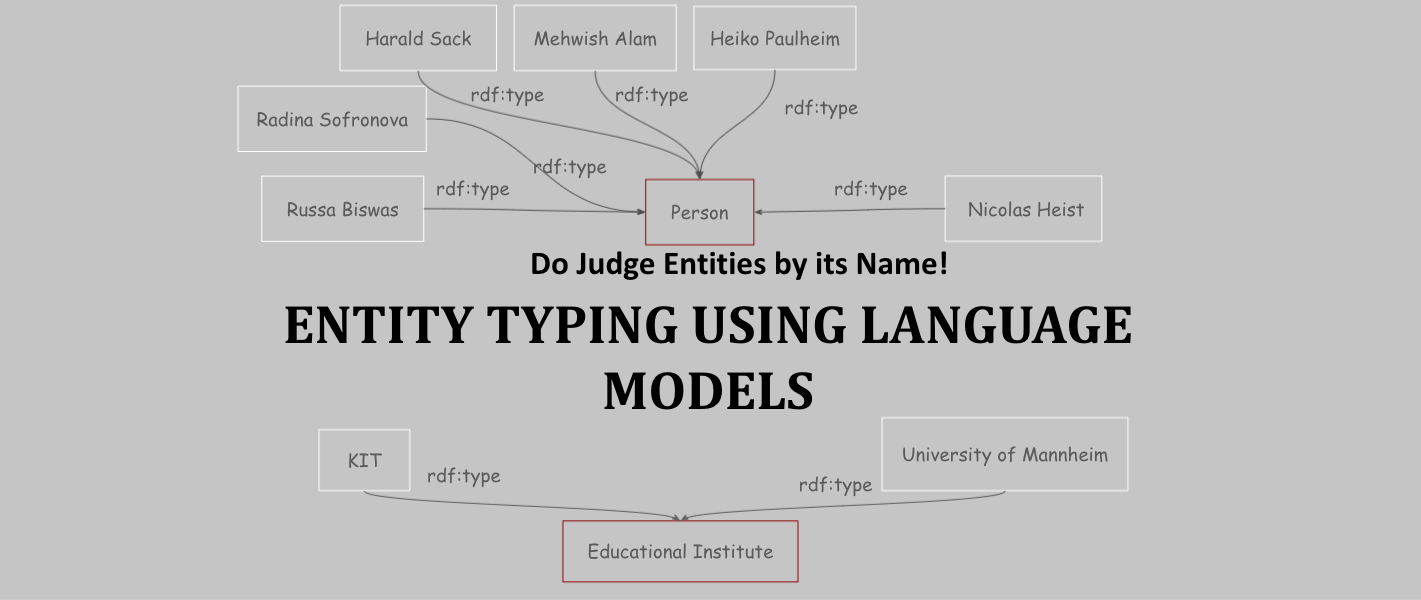 Harald Sack
Mehwish Alam
Heiko Paulheim
rdf:type
rdf:type
rdf:type
Radina Sofronova
rdf:type
Russa Biswas
rdf:type
Person
rdf:type
Nicolas Heist
Do Judge Entities by its Name!
ENTITY TYPING USING LANGUAGE
MODELS
KIT
rdf:type
rdf:type
University of Mannheim
Educational Institute